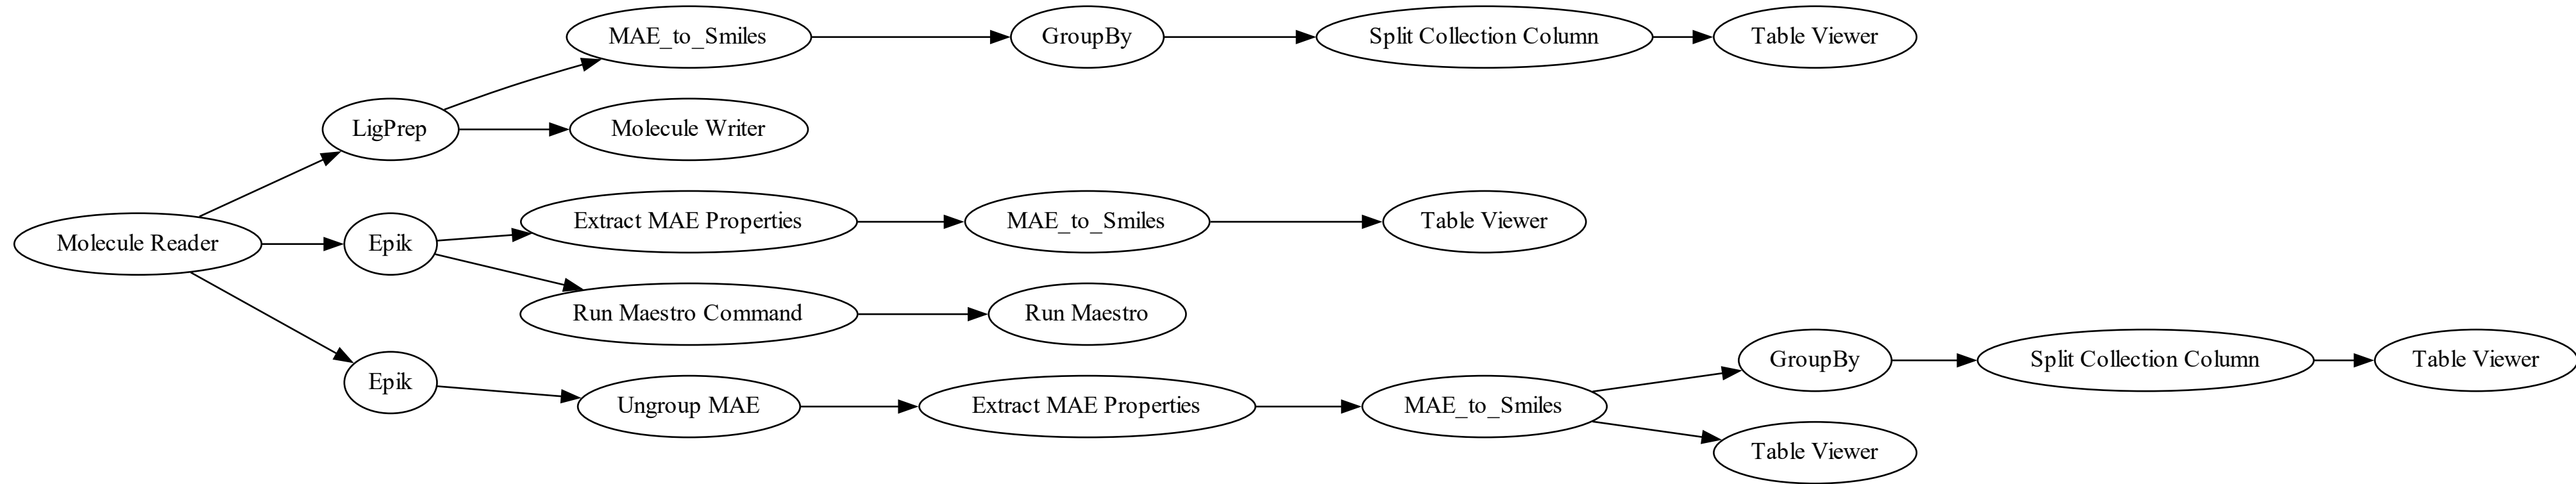 MAE_to_Smiles
GroupBy
Split Collection Column
Table Viewer
LigPrep
Molecule Writer
Molecule Reader
Epik
Extract MAE Properties
MAE_to_Smiles
Table Viewer
Run Maestro Command
Run Maestro
Epik
Ungroup MAE
Extract MAE Properties
MAE_to_Smiles
GroupBy
Split Collection Column
Table Viewer
Table Viewer